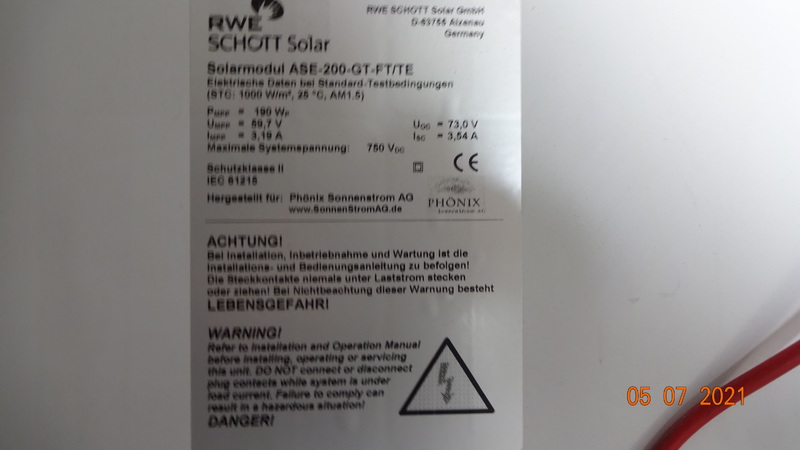 RWE
SCHOTT Solar
RWE SCHOTT Solar GmbH
D-63755 Alzenau
Germany
Solarmodul ASE-200-GT-FT/TE
Elektrische Daten bei Standard-Testbedingungen
(STC: 1000 W/m², 25 °C, AM1.5)
PMPP = 190 WP
UMPP = 59,7 V
UOC = 73,0 V
IMPP = 3,19 A
ISC = 3,54 A
Maximale Systemspannung: 750 VDC
Schutzklasse II
CE
IEC 61215
Hergestellt für: Phönix Sonnenstrom AG
www.SonnenStromAG.de
PHÖNIX
SonnenStrom AG
ACHTUNG!
Bei Installation, Inbetriebnahme und Wartung ist die
Installations- und Bedienungsanleitung zu befolgen!
Die Steckkontakte niemals unter Laststrom stecken
oder ziehen! Bei Nichtbeachtung dieser Warnung besteht
LEBENSGEFAHR!
WARNING!
Refer to Installation and Operation Manual
before installing, operating or servicing
this unit. DO NOT connect or disconnect
plug contacts while system is under
load current. Failure to comply can
result in a hazardous situation!
DANGER!
05 07 2021